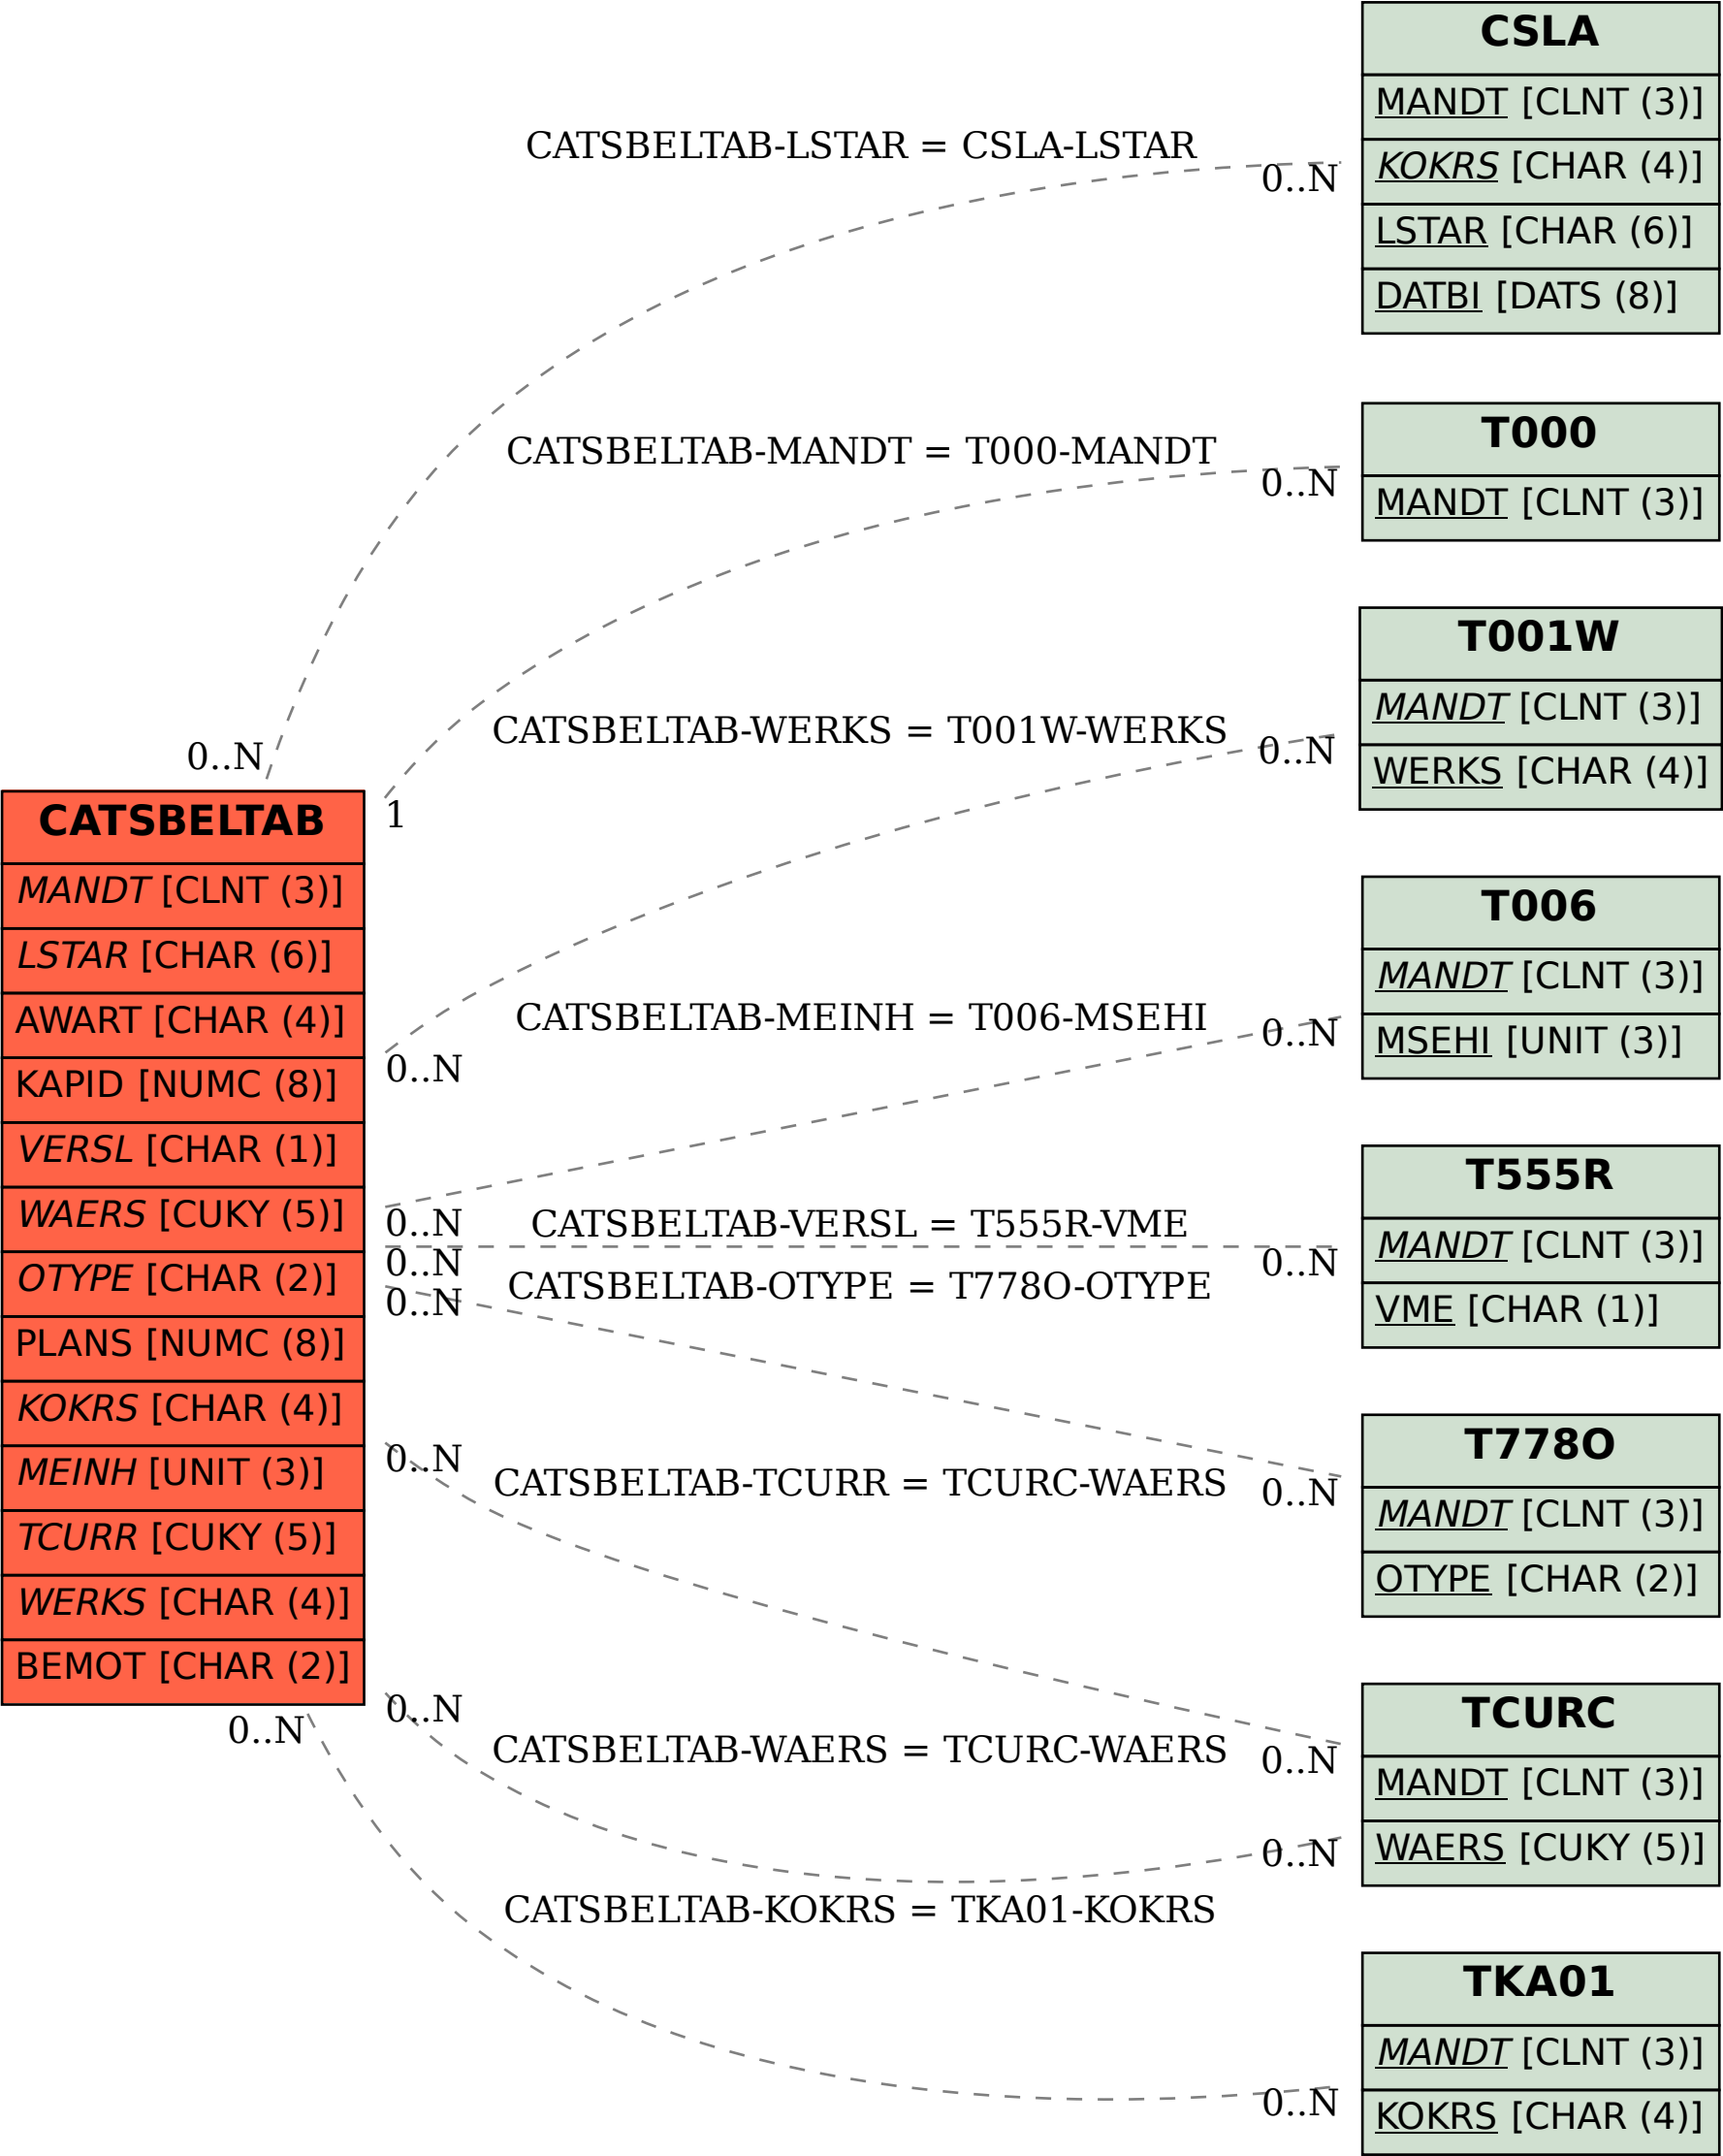 CSLA
MANDT [CLNT (3)]
KOKRS [CHAR (4)]
LSTAR [CHAR (6)]
DATBI [DATS (8)]
CATSBELTAB-LSTAR = CSLA-LSTAR
0..N
0..N
T000
MANDT [CLNT (3)]
CATSBELTAB-MANDT = T000-MANDT
0..N
1
T001W
MANDT [CLNT (3)]
WERKS [CHAR (4)]
CATSBELTAB-WERKS = T001W-WERKS
0..N
0..N
CATSBELTAB
MANDT [CLNT (3)]
LSTAR [CHAR (6)]
AWART [CHAR (4)]
KAPID [NUMC (8)]
VERSL [CHAR (1)]
WAERS [CUKY (5)]
OTYPE [CHAR (2)]
PLANS [NUMC (8)]
KOKRS [CHAR (4)]
MEINH [UNIT (3)]
TCURR [CUKY (5)]
WERKS [CHAR (4)]
BEMOT [CHAR (2)]
T006
MANDT [CLNT (3)]
MSEHI [UNIT (3)]
CATSBELTAB-MEINH = T006-MSEHI
0..N
0..N
T555R
MANDT [CLNT (3)]
VME [CHAR (1)]
CATSBELTAB-VERSL = T555R-VME
0..N
0..N
CATSBELTAB-OTYPE = T778O-OTYPE
0..N
0..N
T778O
MANDT [CLNT (3)]
OTYPE [CHAR (2)]
CATSBELTAB-TCURR = TCURC-WAERS
0..N
0..N
TCURC
MANDT [CLNT (3)]
WAERS [CUKY (5)]
CATSBELTAB-WAERS = TCURC-WAERS
0..N
0..N
CATSBELTAB-KOKRS = TKA01-KOKRS
0..N
0..N
TKA01
MANDT [CLNT (3)]
KOKRS [CHAR (4)]